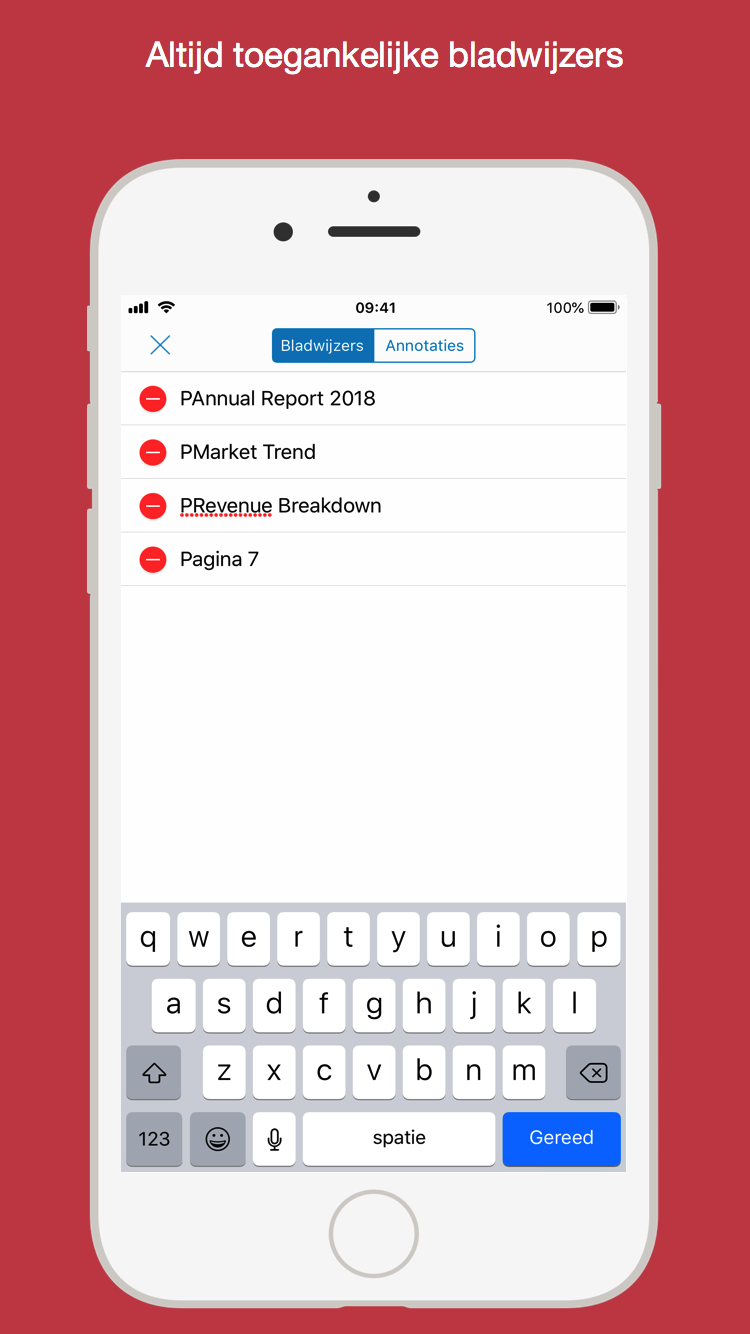 Altijd toegankelijke bladwijzers
09:41
100%
Bladwijzers
Annotaties
PAnnual Report 2018
PMarket Trend
PRevenue Breakdown
Pagina 7
q w e r t y u i o p
a s d f g h j k l
z x c v b n m
123 spatie Gereed